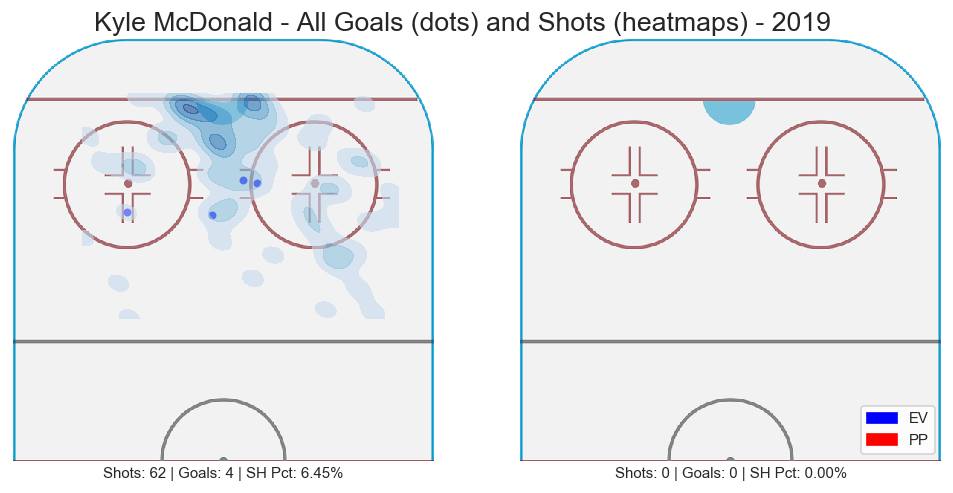 Kyle McDonald - All Goals (dots) and Shots (heatmaps) - 2019
EV
PP
Shots: 62 | Goals: 4 | SH Pct: 6.45%
Shots: 0 | Goals: 0 | SH Pct: 0.00%